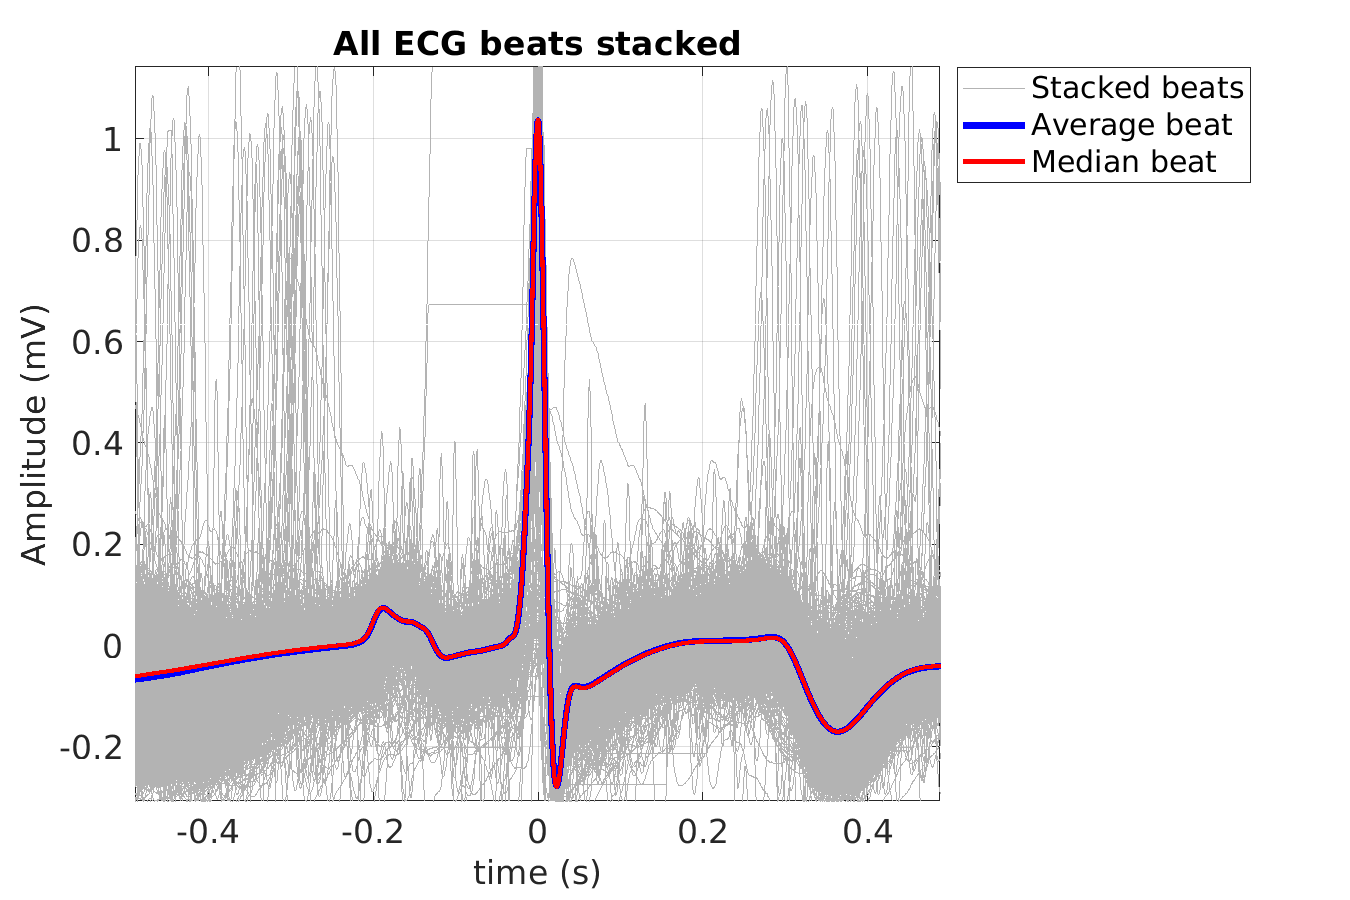 All ECG beats stacked
Stacked beats
Average beat
Median beat
1
0.8
0.6
0.4
0.2
0
-0.2
Amplitude (mV)
-0.4
-0.2
0
0.2
0.4
time (s)